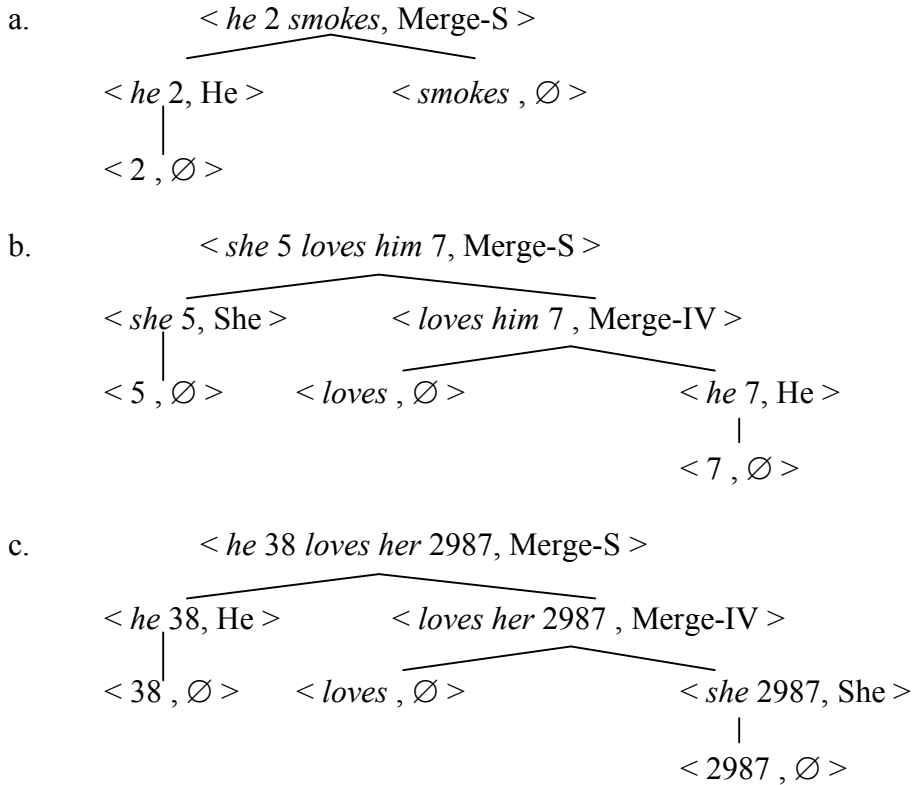 a. < he 2 smokes, Merge-S >
< he 2, He > < smokes , ∅ >
< 2 , ∅ >
b. < she 5 loves him 7, Merge-S >
< she 5, She > < loves him 7 , Merge-IV >
< 5 , ∅ > < loves , ∅ > < he 7, He >
< 7 , ∅ >
c. < he 38 loves her 2987, Merge-S >
< he 38, He > < loves her 2987 , Merge-IV >
< 38 , ∅ > < loves , ∅ > < she 2987, She >
< 2987 , ∅ >